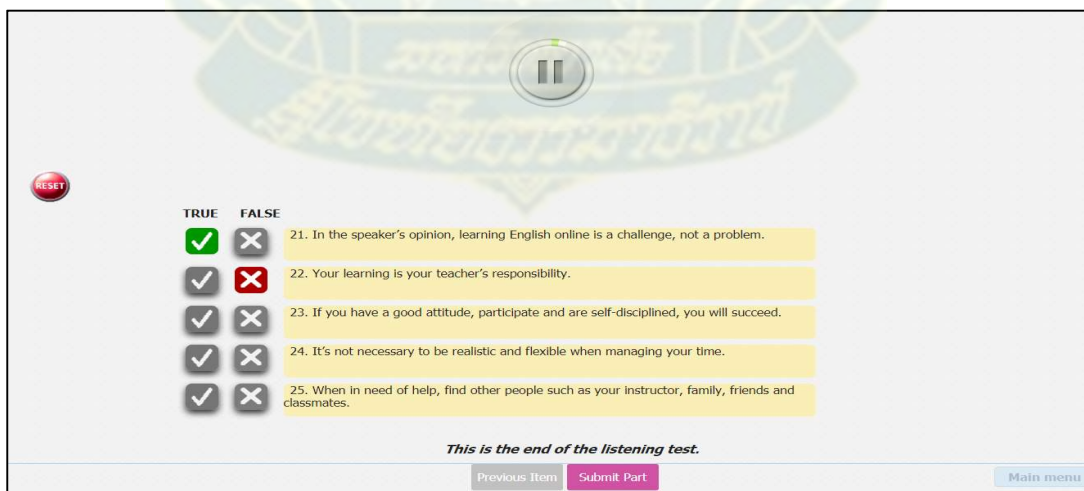 RESET
TRUE FALSE
21. In the speaker's opinion, learning English online is a challenge, not a problem.
22. Your learning is your teacher's responsibility.
23. If you have a good attitude, participate and are self-disciplined, you will succeed.
24. It's not necessary to be realistic and flexible when managing your time.
25. When in need of help, find other people such as your instructor, family, friends and
classmates.
This is the end of the listening test.
Previous Item Submit Part Main menu